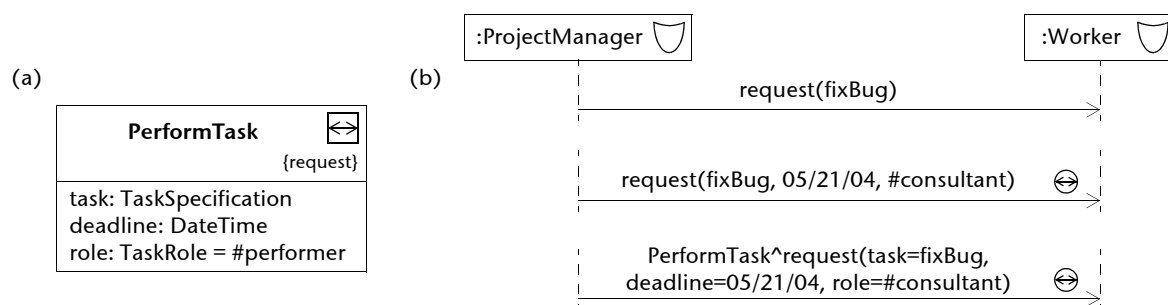 (a)
PerformTask
{request}
task: TaskSpecification
deadline: DateTime
role: TaskRole = #performer
(b)
:ProjectManager
:Worker
request(fixBug)
request(fixBug, 05/21/04, #consultant)
PerformTask^request(task=fixBug,
deadline=05/21/04, role=#consultant)